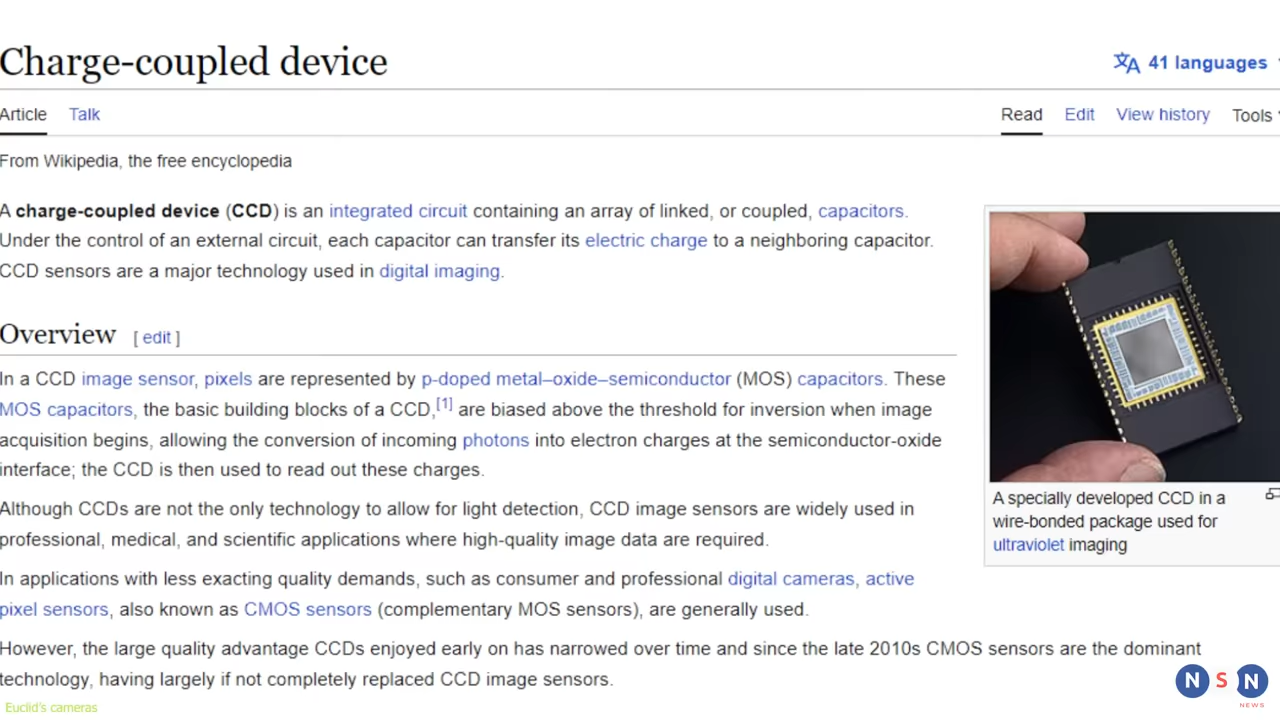 Charge-coupled device
41 languages
Article Talk
Read Edit View history Tools
From Wikipedia, the free encyclopedia
A charge-coupled device (CCD) is an integrated circuit containing an array of linked, or coupled, capacitors.
Under the control of an external circuit, each capacitor can transfer its electric charge to a neighboring capacitor.
CCD sensors are a major technology used in digital imaging.
Overview [ edit ]
In a CCD image sensor, pixels are represented by p-doped metal–oxide–semiconductor (MOS) capacitors. These
MOS capacitors, the basic building blocks of a CCD,[1] are biased above the threshold for inversion when image
acquisition begins, allowing the conversion of incoming photons into electron charges at the semiconductor-oxide
interface; the CCD is then used to read out these charges.
Although CCDs are not the only technology to allow for light detection, CCD image sensors are widely used in
professional, medical, and scientific applications where high-quality image data are required.
In applications with less exacting quality demands, such as consumer and professional digital cameras, active
pixel sensors, also known as CMOS sensors (complementary MOS sensors), are generally used.
However, the large quality advantage CCDs enjoyed early on has narrowed over time and since the late 2010s CMOS sensors are the dominant
technology, having largely if not completely replaced CCD image sensors.
A specially developed CCD in a
wire-bonded package used for
ultraviolet imaging
Euclid's cameras
N S N
NEWS